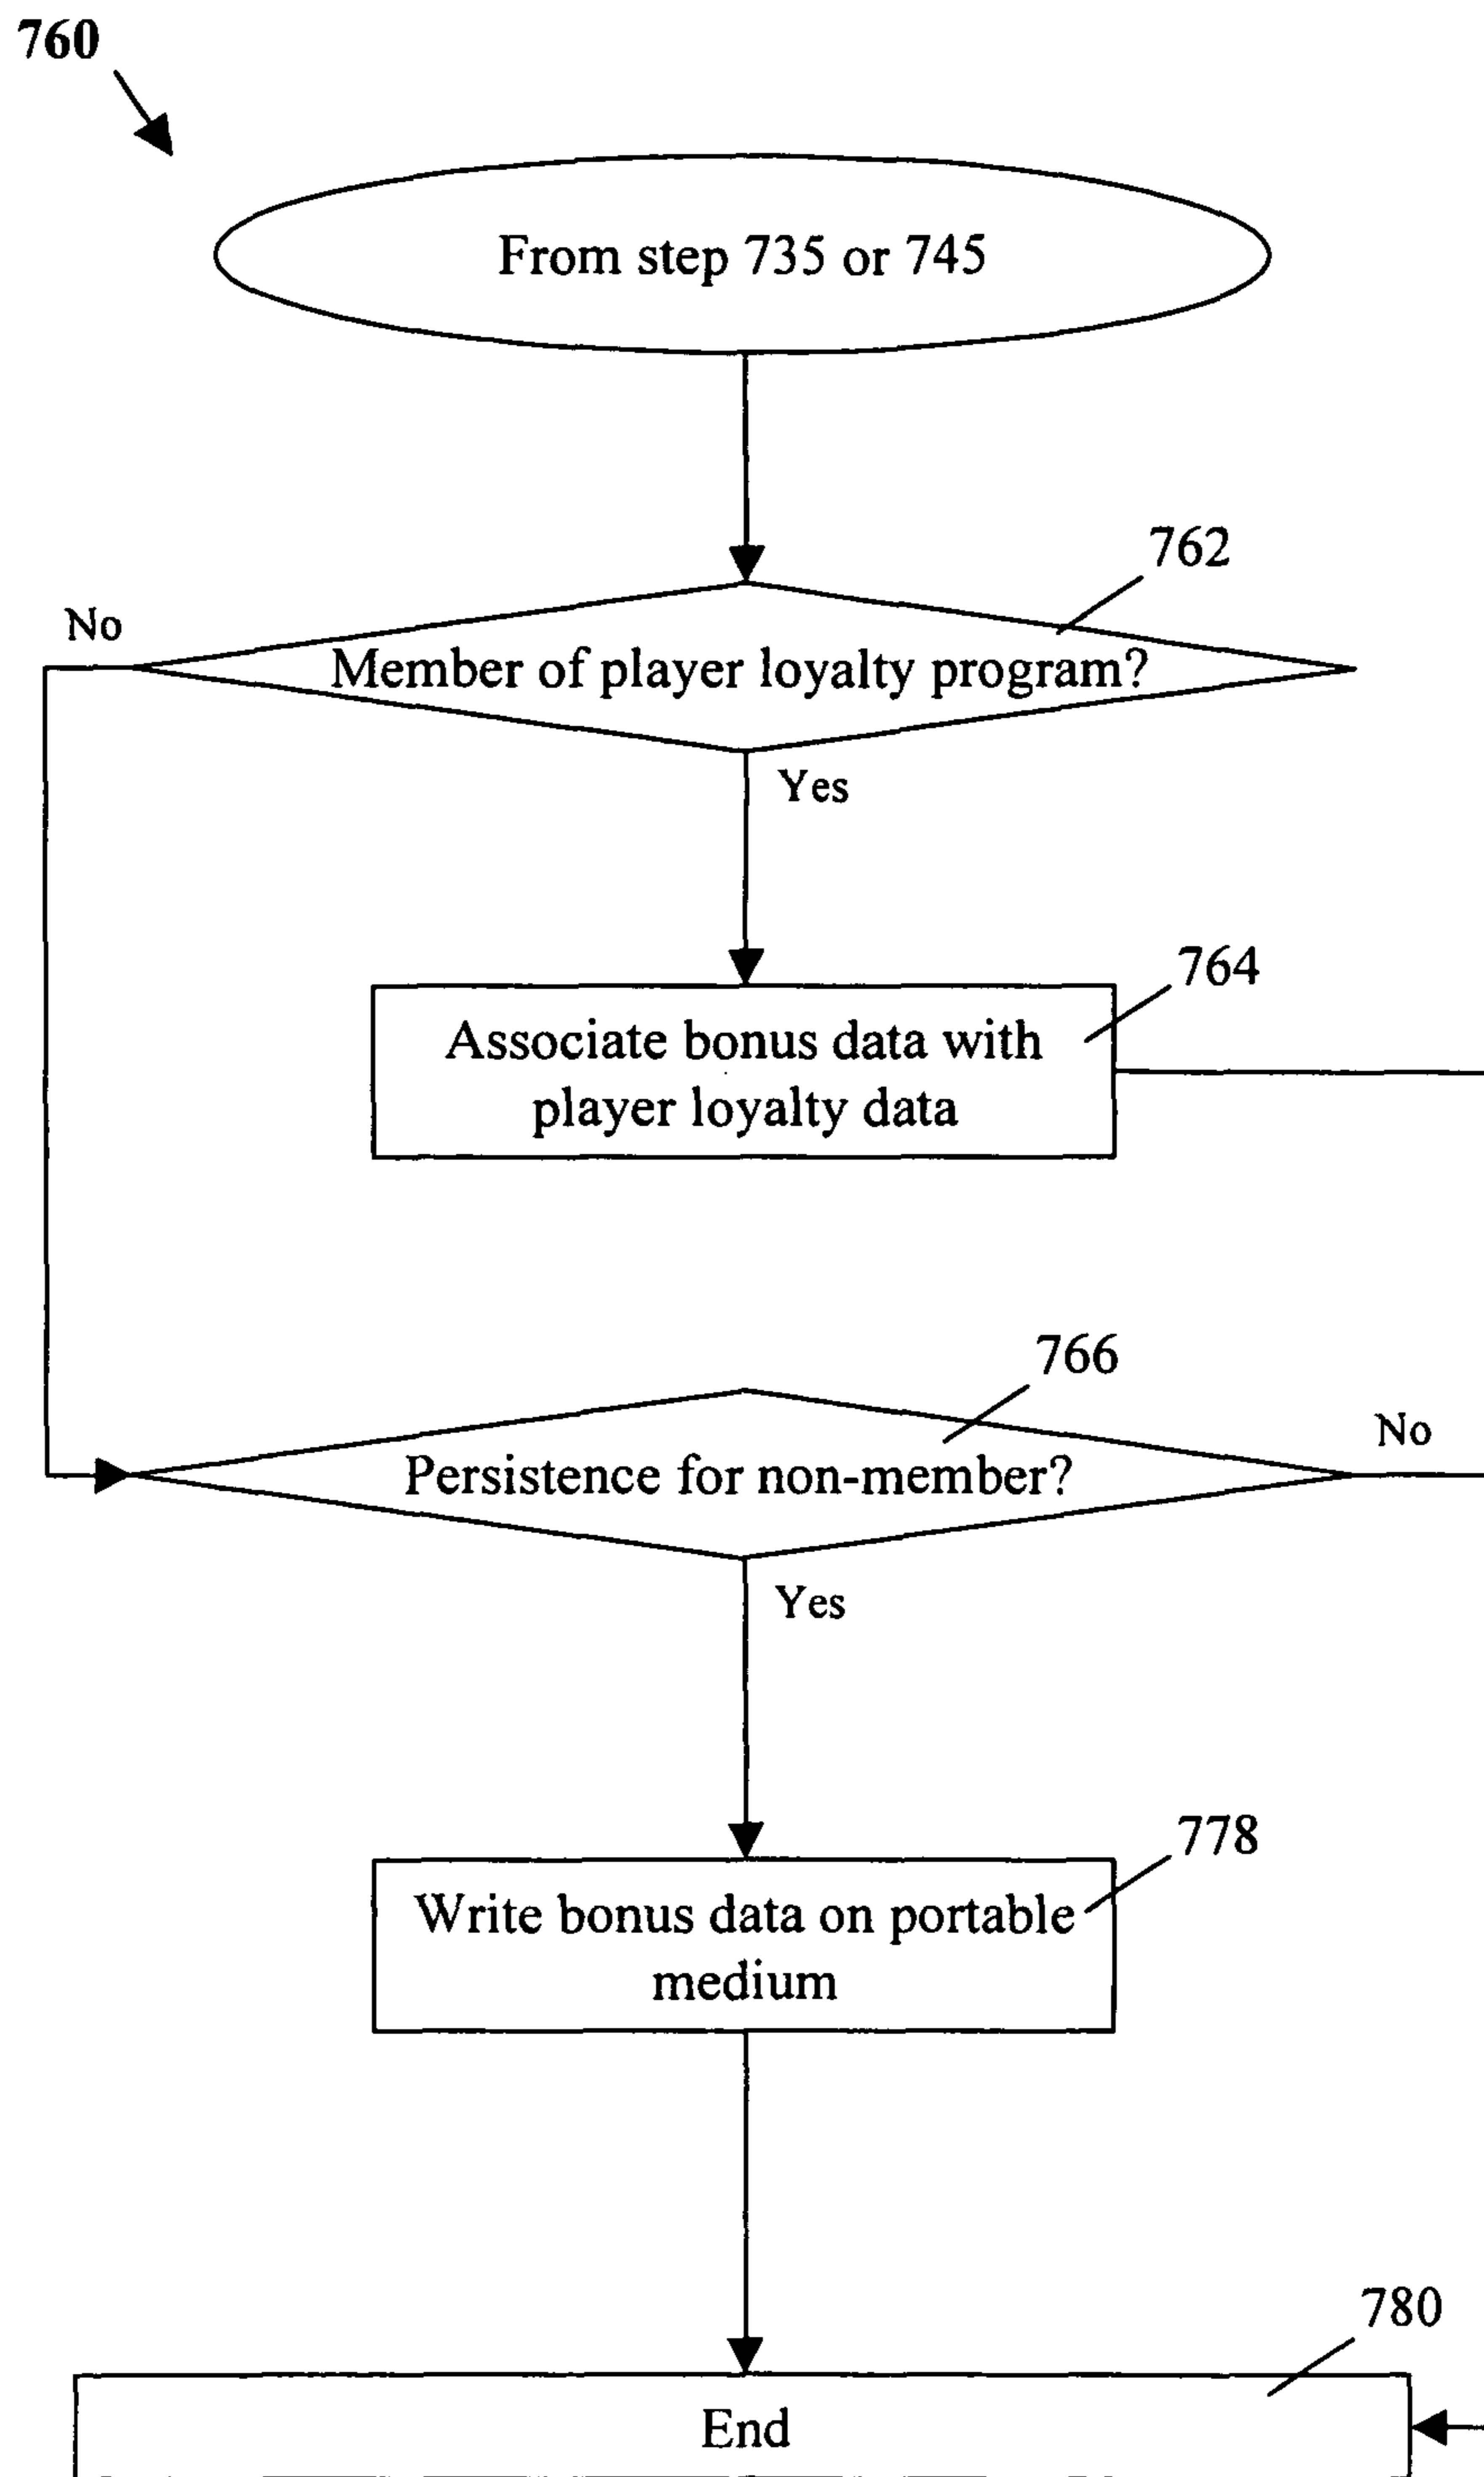 760
From step 735 or 745
762
No
Member of player loyalty program?
Yes
764
Associate bonus data with
player loyalty data
766
No
Persistence for non-member?
Yes
778
Write bonus data on portable
medium
780
End